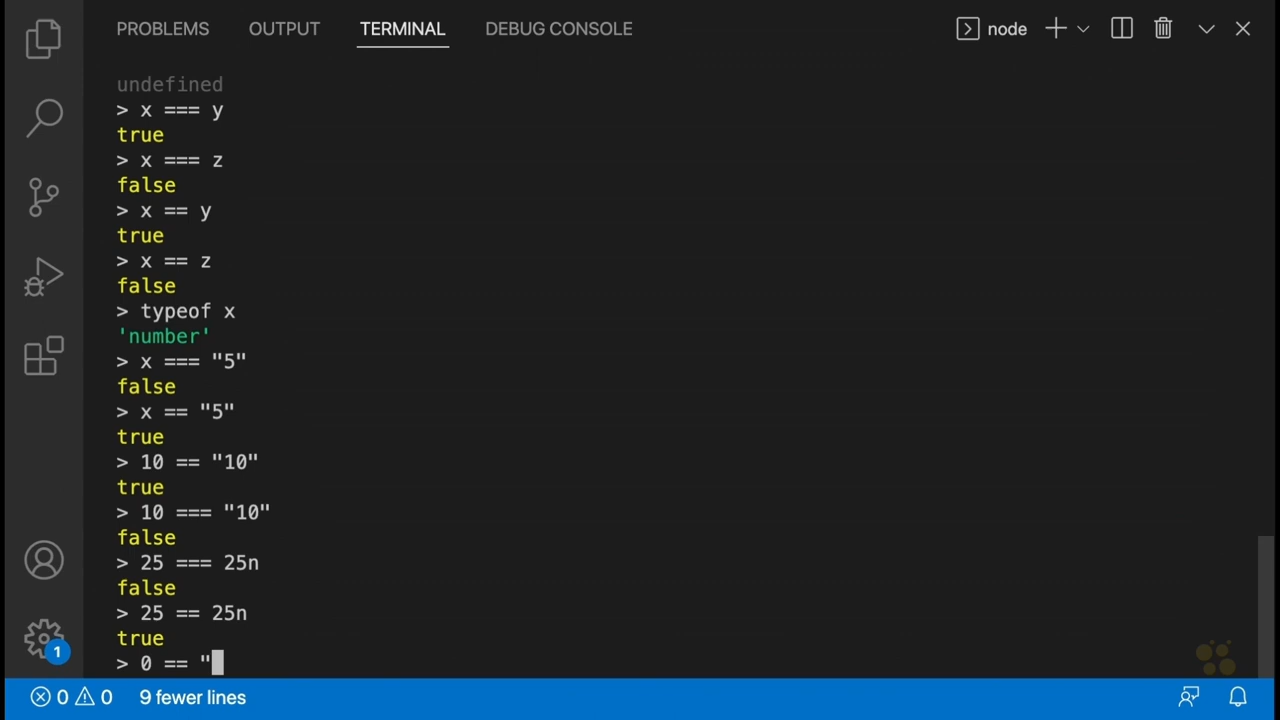 PROBLEMS OUTPUT TERMINAL DEBUG CONSOLE node
undefined
> x === y
true
> x === z
false
> x == y
true
> x == z
false
> typeof x
'number'
> x === "5"
false
> x == "5"
true
> 10 == "10"
true
> 10 === "10"
false
> 25 === 25n
false
> 25 == 25n
true
> 0 == "
1
0 0 9 fewer lines